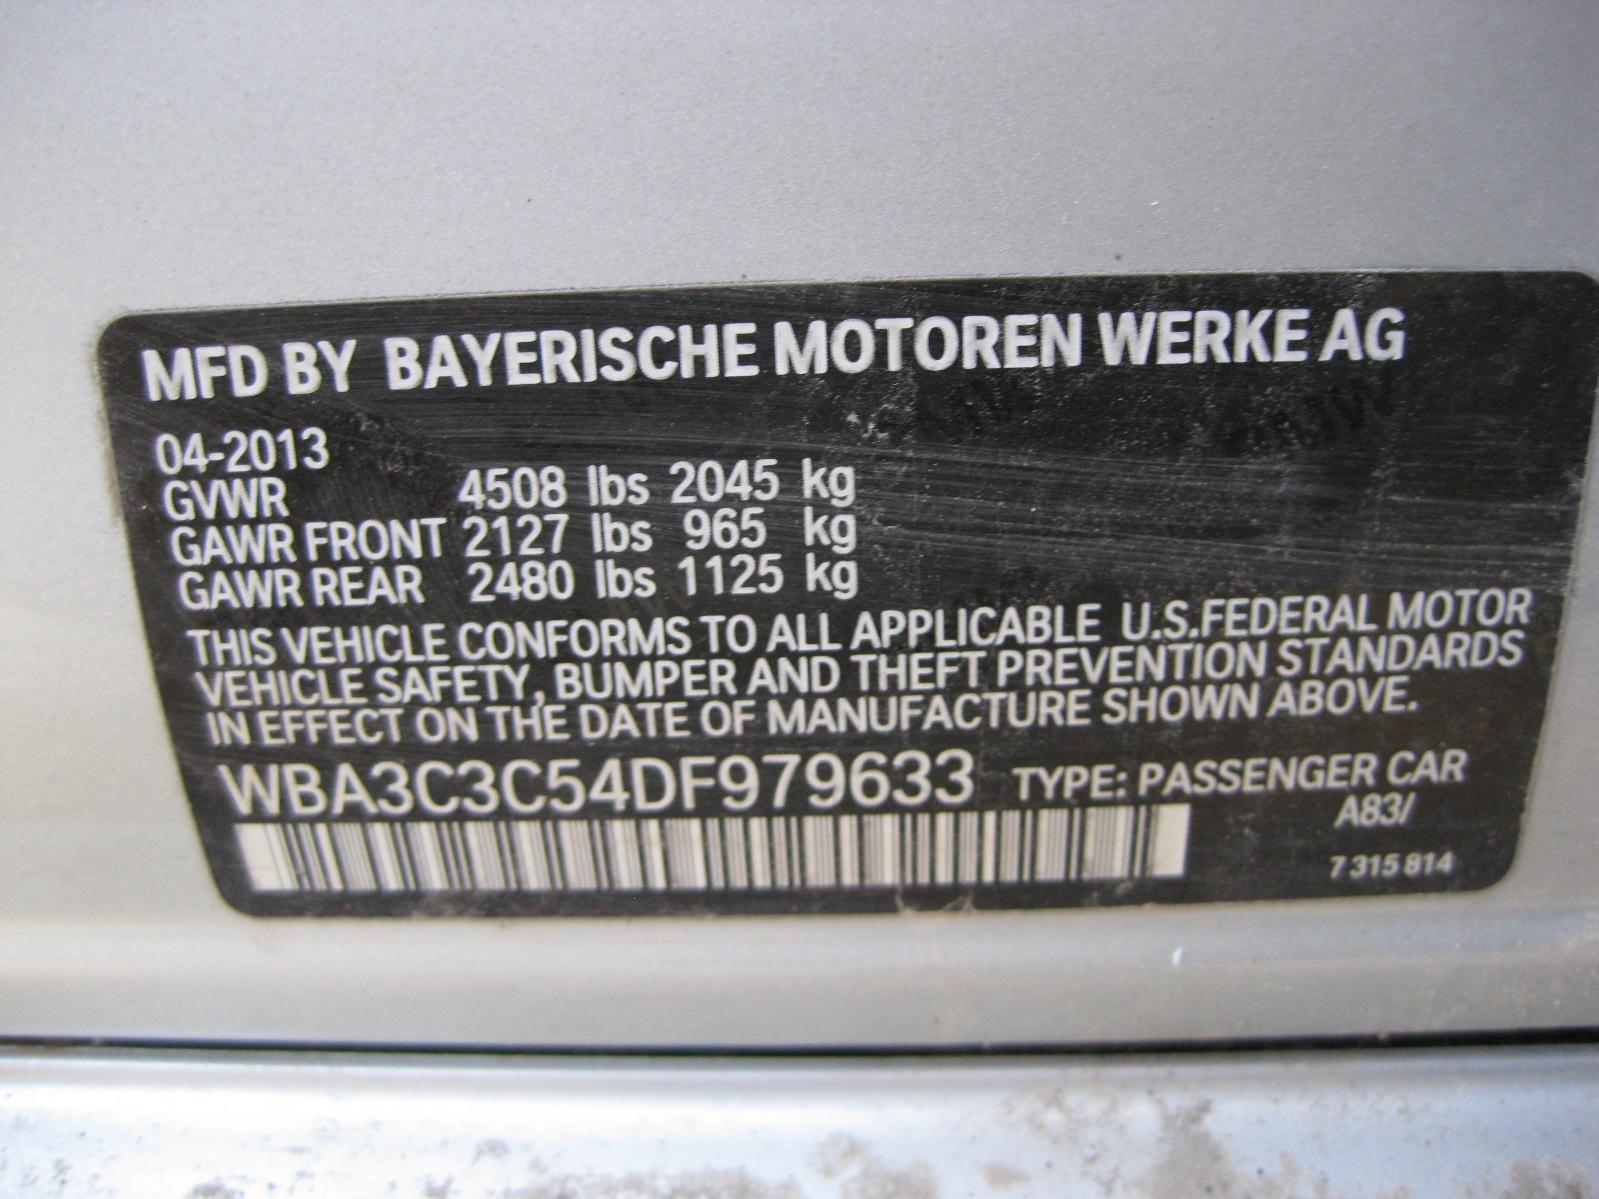 MFD BY BAYERISCHE MOTOREN WERKE AG
04-2013
GVWR 4508 lbs 2045 kg
GAWR FRONT 2127 lbs 965 kg
GAWR REAR 2480 lbs 1125 kg
THIS VEHICLE CONFORMS TO ALL APPLICABLE U.S.FEDERAL MOTOR
VEHICLE SAFETY, BUMPER AND THEFT PREVENTION STANDARDS
IN EFFECT ON THE DATE OF MANUFACTURE SHOWN ABOVE.
WBA3C3C54DF979633 TYPE: PASSENGER CAR
A83/
7 315 814